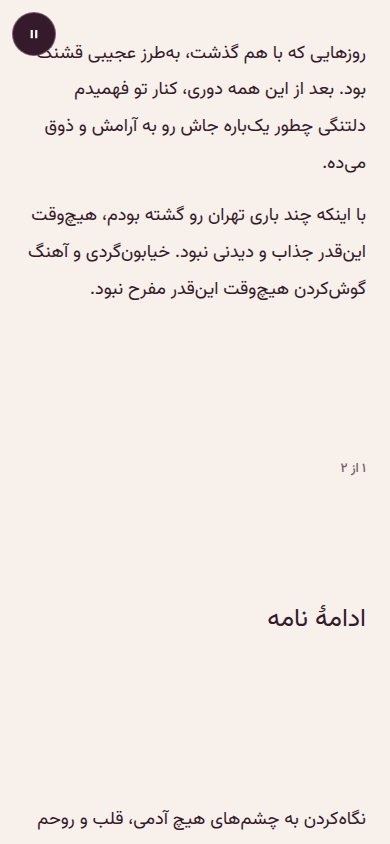 روزهایی که با هم گذشت، به‌طرز عجیبی قشنگ
بود. بعد از این همه دوری، کنار تو فهمیدم
دلتنگی چطور یک‌باره جاش رو به آرامش و ذوق
می‌ده.
با اینکه چند باری تهران رو گشته بودم، هیچ‌وقت
این‌قدر جذاب و دیدنی نبود. خیابون‌گردی و آهنگ
گوش‌کردن هیچ‌وقت این‌قدر مفرح نبود.
۱ از ۲
ادامهٔ نامه
نگاه‌کردن به چشم‌های هیچ آدمی، قلب و روحم